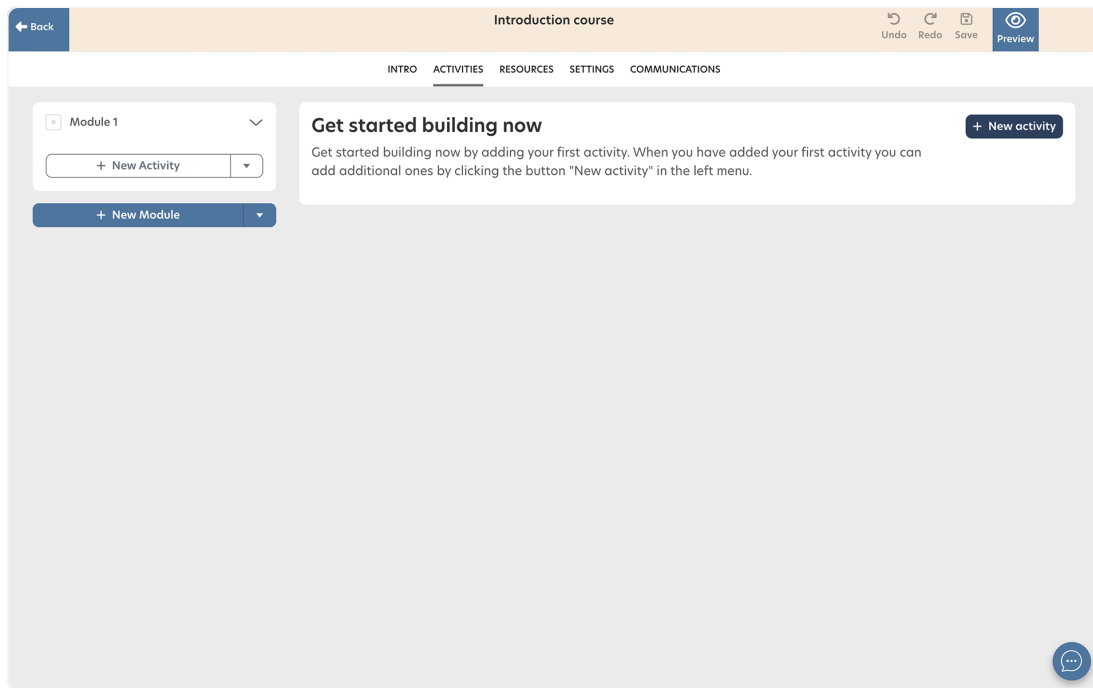 Back
Introduction course
Undo
Redo
Save
Preview
INTRO
ACTIVITIES
RESOURCES
SETTINGS
COMMUNICATIONS
Module 1
+ New Activity
+ New Module
Get started building now
+ New activity
Get started building now by adding your first activity. When you have added your first activity you can
add additional ones by clicking the button "New activity" in the left menu.